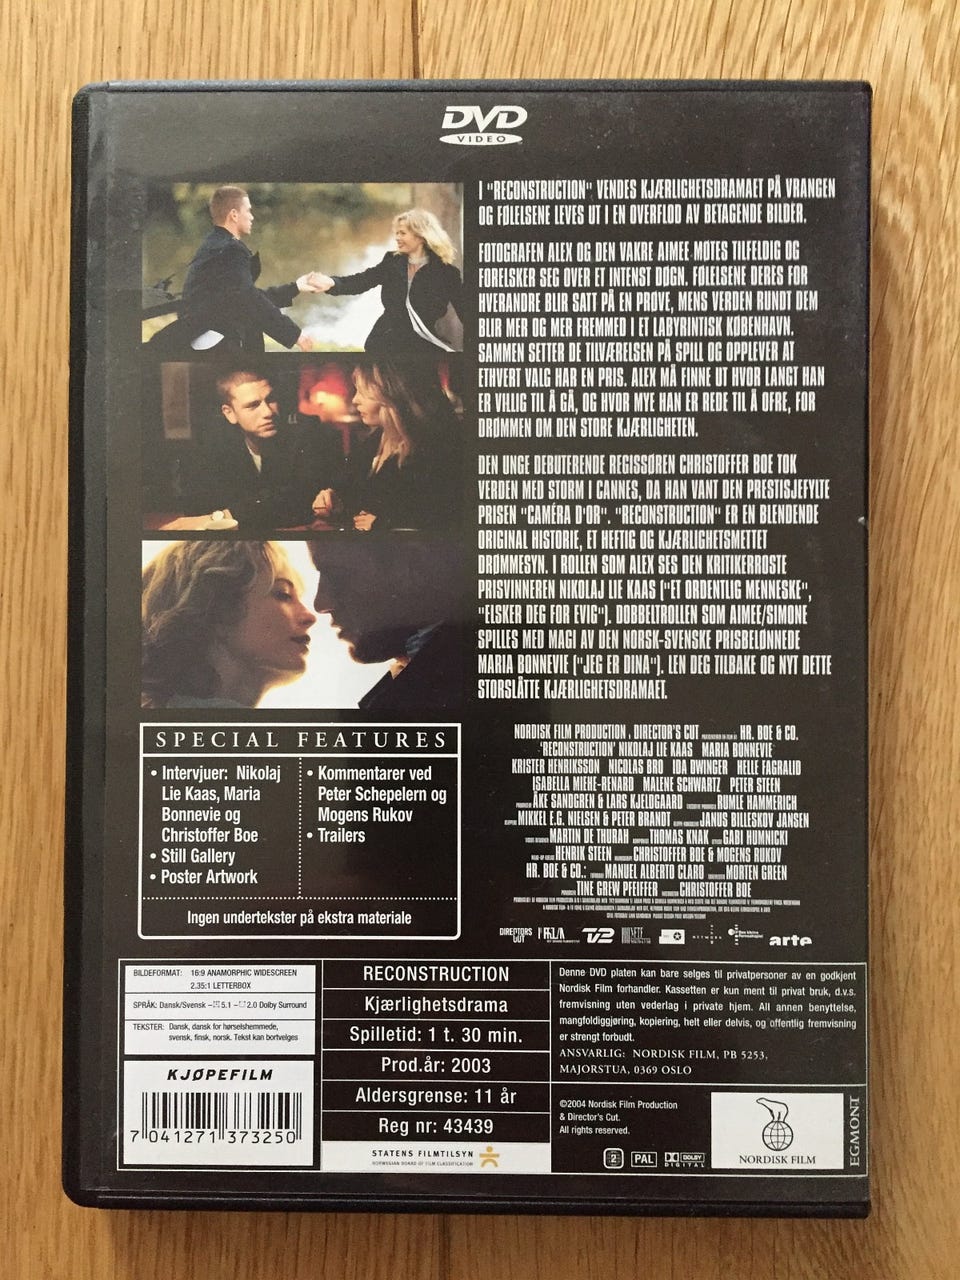 DVD
VIDEO
I "RECONSTRUCTION" VENDES KJÆRLIGHETSDRAMAET PÅ VRANGEN
OG FØLELSENE LEVES UT I EN OVERFLOD AV BETAGENDE BILDER.
FOTOGRAFEN ALEX OG DEN VAKRE AIMEE MØTES TILFELDIG OG
FORELSKER SEG OVER ET INTENST DØGN. FØLELSENE DERES FOR
HVERANDRE BLIR SATT PÅ EN PRØVE, MENS VERDEN RUNDT DEM
BLIR MER OG MER FREMMED I ET LABYRINTISK KØBENHAVN.
SAMMEN SETTER DE TILVÆRELSEN PÅ SPILL OG OPPLEVER AT
ETHVERT VALG HAR EN PRIS. ALEX MÅ FINNE UT HVOR LANGT HAN
ER VILLIG TIL Å GÅ, OG HVOR MYE HAN ER REDE TIL Å OFRE, FOR
DRØMMEN OM DEN STORE KJÆRLIGHETEN.
DEN UNGE DEBUTERENDE REGISSØREN CHRISTOFFER BOE TOK
VERDEN MED STORM I CANNES, DA HAN VANT DEN PRESTISJEFYLTE
PRISEN "CAMÉRA D'OR". "RECONSTRUCTION" ER EN BLENDENDE
ORIGINAL HISTORIE, ET HEFTIG OG KJÆRLIGHETSMETTET
DRØMMESYN. I ROLLEN SOM ALEX SES DEN KRITIKERROSTE
PRISVINNEREN NIKOLAJ LIE KAAS ("ET ORDENTLIG MENNESKE",
"ELSKER DEG FOR EVIG"). DOBBELTROLLEN SOM AIMEE/SIMONE
SPILLES MED MAGI AV DEN NORSK-SVENSKE PRISBELØNNEDE
MARIA BONNEVIE ("JEG ER DINA"). LEN DEG TILBAKE OG NYT DETTE
STORSLÅTTE KJÆRLIGHETSDRAMAET.
SPECIAL FEATURES
• Intervjuer: Nikolaj
Lie Kaas, Maria
Bonnevie og
Christoffer Boe
• Still Gallery
• Poster Artwork
• Kommentarer ved
Peter Schepelern og
Mogens Rukov
• Trailers
Ingen undertekster på ekstra materiale
NORDISK FILM PRODUCTION & DIRECTOR'S CUT HR. BOE & CO.
'RECONSTRUCTION' NIKOLAJ LIE KAAS MARIA BONNEVIE
KRISTER HENRIKSSON NICOLAS BRO IDA DWINGER HELLE FAGRALID
ISABELLA MIEHE-RENARD MALENE SCHWARTZ PETER STEEN
ÅKE SANDGREN & LARS KJELDGAARD RUMLE HAMMERICH
MIKKEL E.G. NIELSEN & PETER BRANDT JANUS BILLESKOV JANSEN
MARTIN DE THURAH THOMAS KNAK GABI HUMNICKI
HENRIK STEEN CHRISTOFFER BOE & MOGENS RUKOV
HR. BOE & CO.: MANUEL ALBERTO CLARO MORTEN GREEN
TINE GREW PFEIFFER CHRISTOFFER BOE
DIRECTORS CUT TV2 arte
BILDEFORMAT: 16:9 ANAMORPHIC WIDESCREEN
2.35:1 LETTERBOX
SPRÅK: Dansk/Svensk – 5.1 – 2.0 Dolby Surround
TEKSTER: Dansk, dansk for hørselshemmede,
svensk, finsk, norsk. Tekst kan bortvelges
KJØPEFILM
7 041271 373250
RECONSTRUCTION
Kjærlighetsdrama
Spilletid: 1 t. 30 min.
Prod.år: 2003
Aldersgrense: 11 år
Reg nr: 43439
STATENS FILMTILSYN
NORWEGIAN BOARD OF FILM CLASSIFICATION
Denne DVD platen kan bare selges til privatpersoner av en godkjent
Nordisk Film forhandler. Kassetten er kun ment til privat bruk, d.v.s.
fremvisning uten vederlag i private hjem. All annen benyttelse,
mangfoldiggjøring, kopiering, helt eller delvis, og offentlig fremvisning
er strengt forbudt.
ANSVARLIG: NORDISK FILM, PB 5253,
MAJORSTUA, 0369 OSLO
©2004 Nordisk Film Production
& Director's Cut.
All rights reserved.
2 PAL DOLBY
DIGITAL
NORDISK FILM
EGMONT